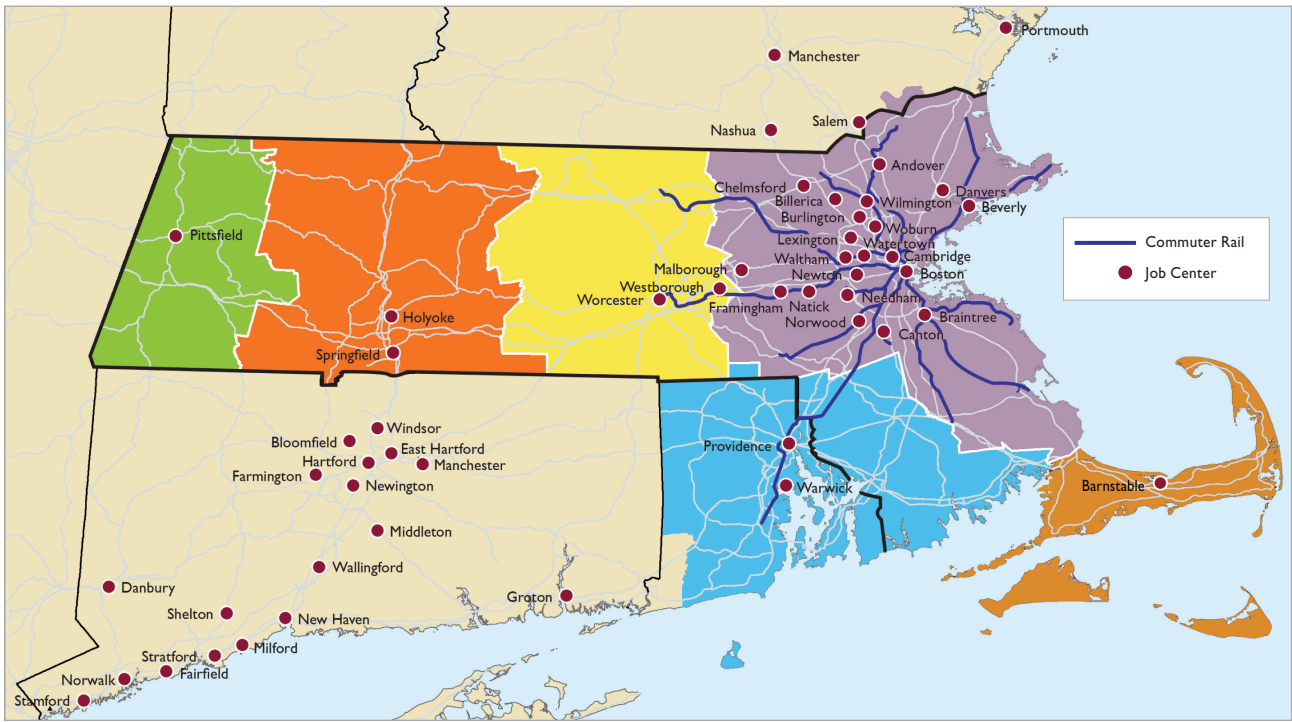 Portmouth
Manchester
Nashua
Salem
Andover
Chelmsford
Danvers
Billerica
Wilmington
Beverly
Burlington
Woburn
Lexington
Watertown
Waltham
Cambridge
Malborough
Newton
Boston
Westborough
Worcester
Framingham
Natick
Needham
Norwood
Braintree
Canton
Pittsfield
Holyoke
Springfield
Commuter Rail
Job Center
Windsor
Bloomfield
East Hartford
Hartford
Manchester
Farmington
Newington
Providence
Warwick
Barnstable
Middleton
Wallingford
Danbury
Groton
Shelton
New Haven
Milford
Stratford
Fairfield
Norwalk
Stamford